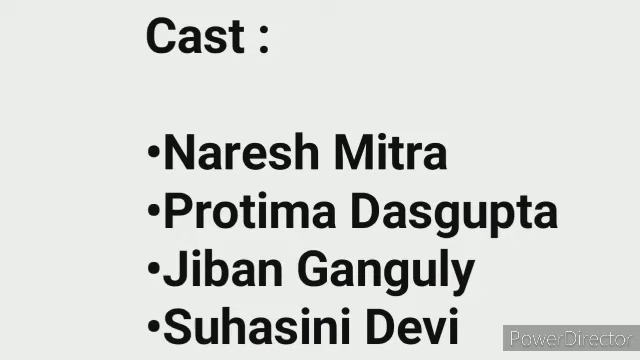 Cast :
•Naresh Mitra
•Protima Dasgupta
•Jiban Ganguly
•Suhasini Devi
PowerDirector